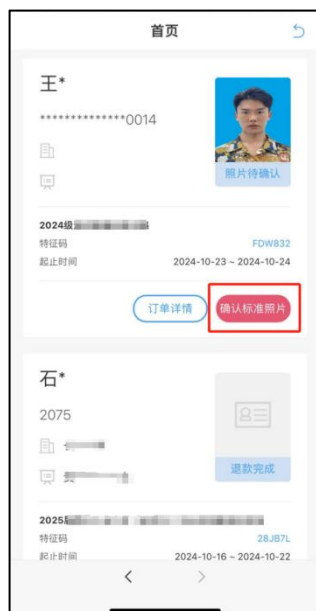 首页
王*
**************0014
照片待确认
2024级
特征码 FDW832
起止时间 2024-10-23 ~ 2024-10-24
订单详情 确认标准照片
石*
2075
退款完成
2025
特征码 28JB7L
起止时间 2024-10-16 ~ 2024-10-22